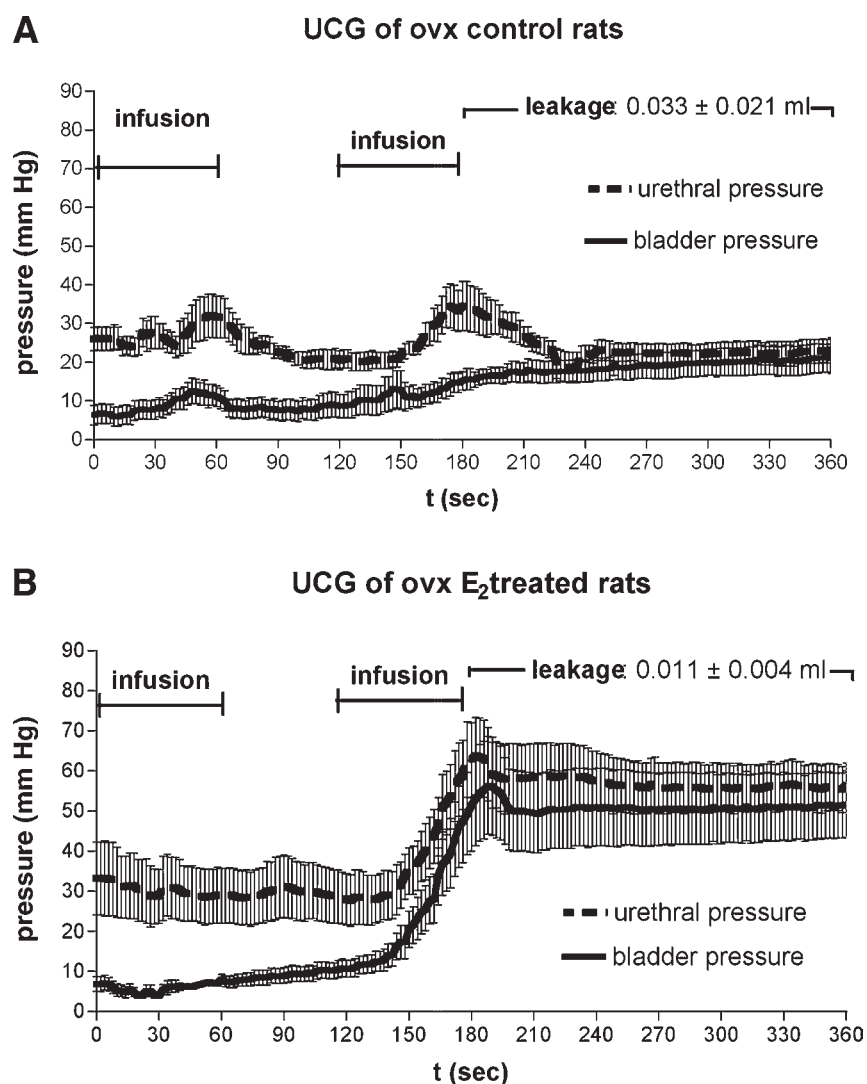 A
UCG of ovx control rats
90
80
70
60
50
40
30
20
10
0
pressure (mm Hg)
infusion
infusion
leakage: 0.033 ± 0.021 ml
urethral pressure
bladder pressure
0 30 60 90 120 150 180 210 240 270 300 330 360
t (sec)
B
UCG of ovx E₂treated rats
90
80
70
60
50
40
30
20
10
0
pressure (mm Hg)
infusion
infusion
leakage: 0.011 ± 0.004 ml
urethral pressure
bladder pressure
0 30 60 90 120 150 180 210 240 270 300 330 360
t (sec)